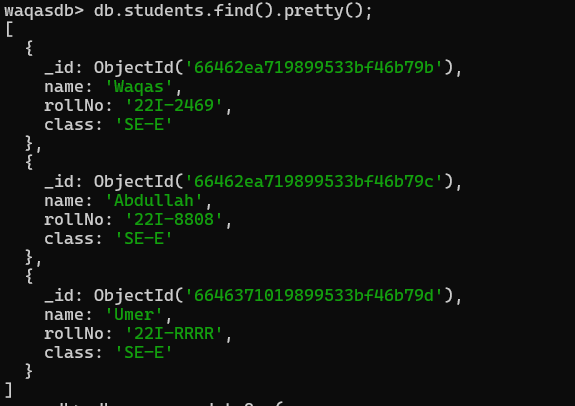 waqasdb> db.students.find().pretty();
[
  {
    _id: ObjectId('66462ea719899533bf46b79b'),
    name: 'Waqas',
    rollNo: '22I-2469',
    class: 'SE-E'
  },
  {
    _id: ObjectId('66462ea719899533bf46b79c'),
    name: 'Abdullah',
    rollNo: '22I-8808',
    class: 'SE-E'
  },
  {
    _id: ObjectId('6646371019899533bf46b79d'),
    name: 'Umer',
    rollNo: '22I-RRRR',
    class: 'SE-E'
  }
]